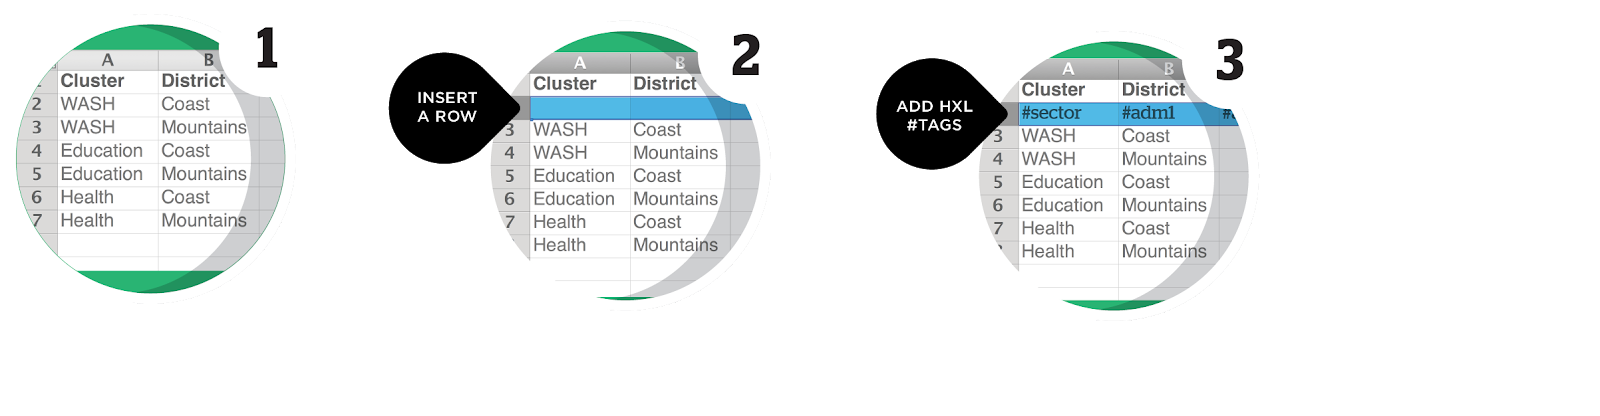 1
A B
Cluster District
2 WASH Coast
3 WASH Mountains
4 Education Coast
5 Education Mountains
6 Health Coast
7 Health Mountains
INSERT
A ROW
2
A B
Cluster District
3 WASH Coast
4 WASH Mountains
5 Education Coast
6 Education Mountains
7 Health Coast
Health Mountains
ADD HXL
#TAGS
3
A B
Cluster District
#sector #adm1
3 WASH Coast
4 WASH Mountains
5 Education Coast
6 Education Mountains
7 Health Coast
Health Mountains